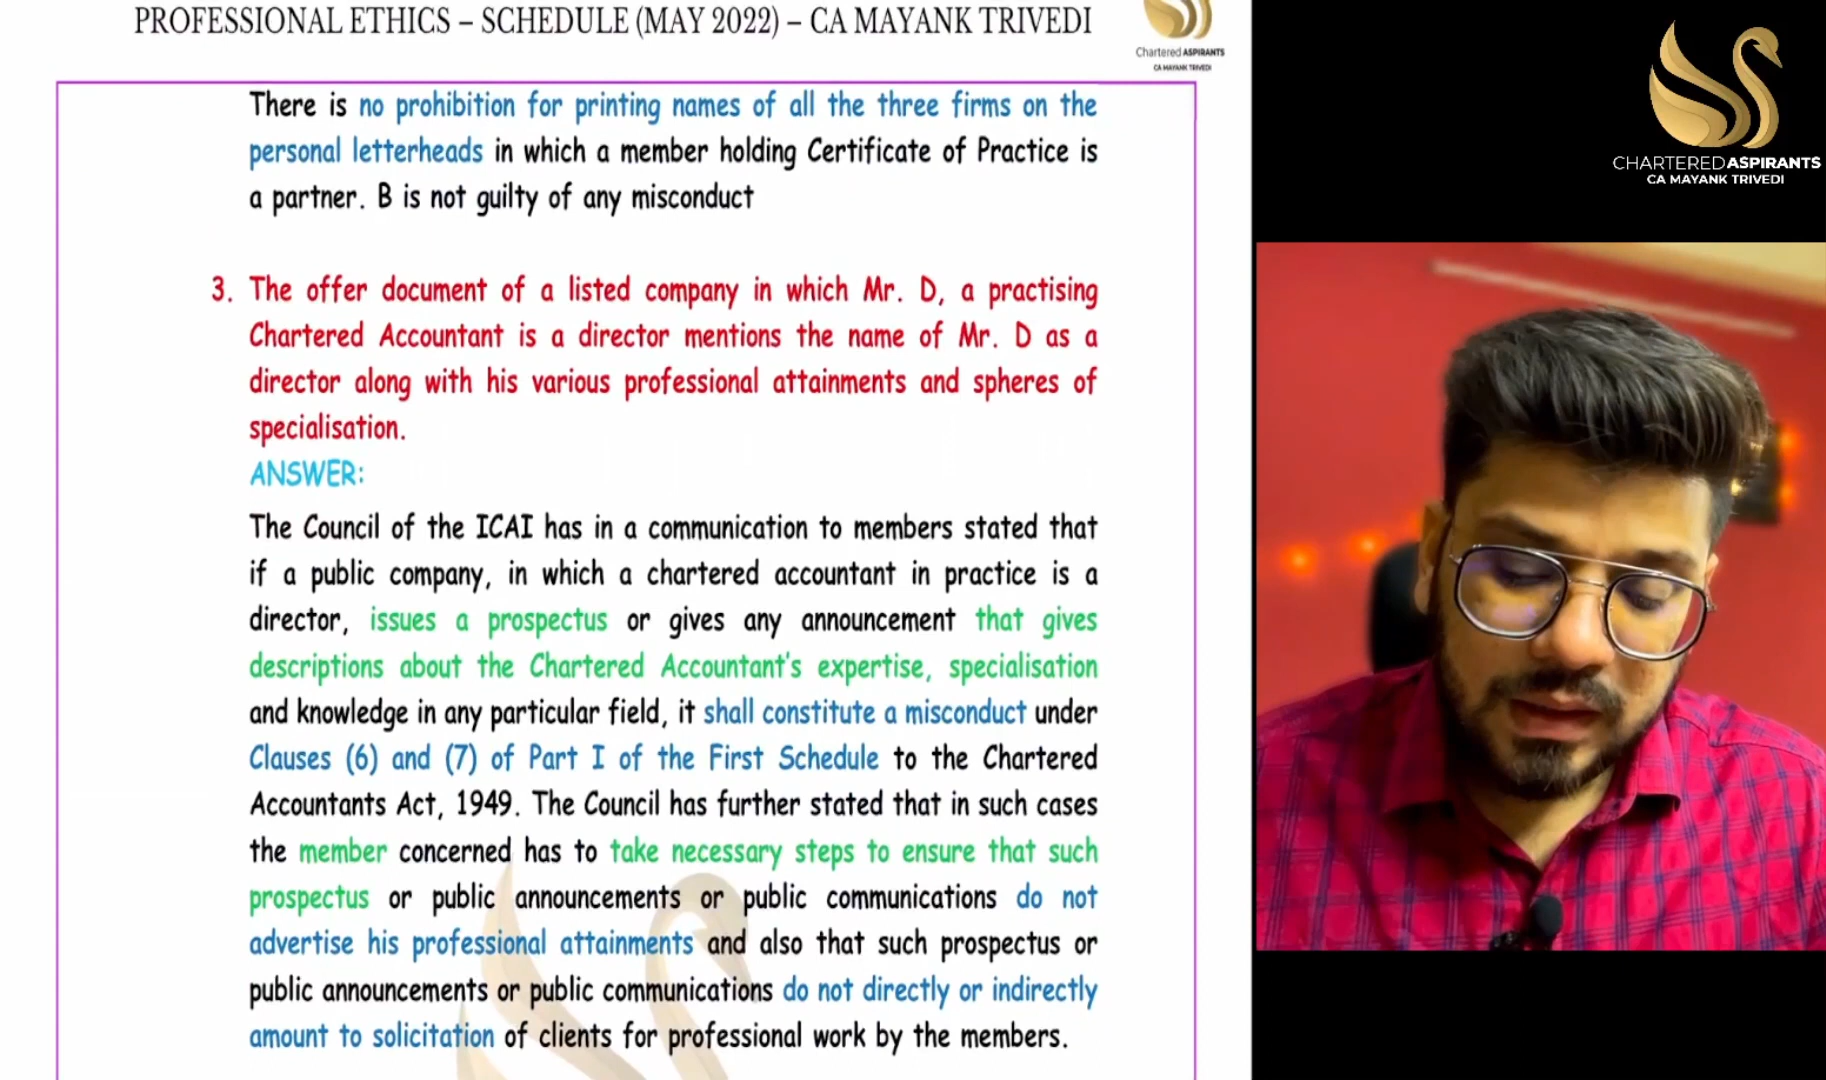 PROFESSIONAL ETHICS – SCHEDULE (MAY 2022) – CA MAYANK TRIVEDI
Chartered ASPIRANTS
CA MAYANK TRIVEDI
There is no prohibition for printing names of all the three firms on the
personal letterheads in which a member holding Certificate of Practice is
a partner. B is not guilty of any misconduct
3. The offer document of a listed company in which Mr. D, a practising
Chartered Accountant is a director mentions the name of Mr. D as a
director along with his various professional attainments and spheres of
specialisation.
ANSWER:
The Council of the ICAI has in a communication to members stated that
if a public company, in which a chartered accountant in practice is a
director, issues a prospectus or gives any announcement that gives
descriptions about the Chartered Accountant's expertise, specialisation
and knowledge in any particular field, it shall constitute a misconduct under
Clauses (6) and (7) of Part I of the First Schedule to the Chartered
Accountants Act, 1949. The Council has further stated that in such cases
the member concerned has to take necessary steps to ensure that such
prospectus or public announcements or public communications do not
advertise his professional attainments and also that such prospectus or
public announcements or public communications do not directly or indirectly
amount to solicitation of clients for professional work by the members.
CHARTERED ASPIRANTS
CA MAYANK TRIVEDI